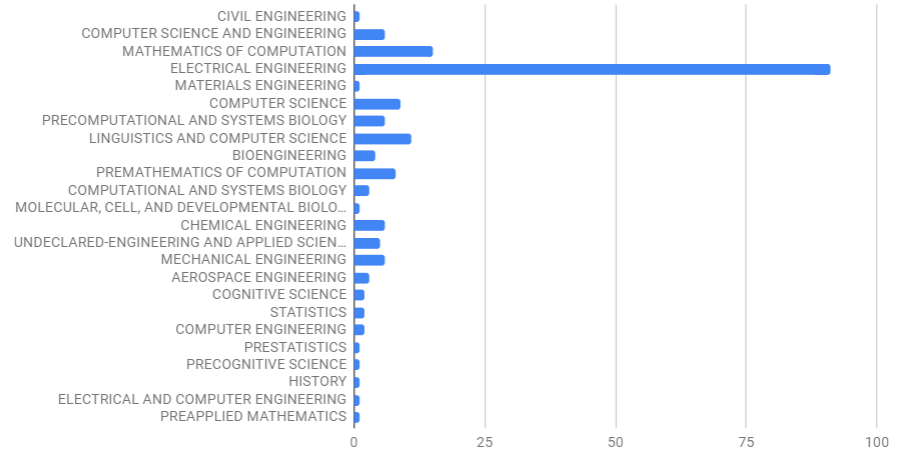 CIVIL ENGINEERING
COMPUTER SCIENCE AND ENGINEERING
MATHEMATICS OF COMPUTATION
ELECTRICAL ENGINEERING
MATERIALS ENGINEERING
COMPUTER SCIENCE
PRECOMPUTATIONAL AND SYSTEMS BIOLOGY
LINGUISTICS AND COMPUTER SCIENCE
BIOENGINEERING
PREMATHEMATICS OF COMPUTATION
COMPUTATIONAL AND SYSTEMS BIOLOGY
MOLECULAR, CELL, AND DEVELOPMENTAL BIOLO...
CHEMICAL ENGINEERING
UNDECLARED-ENGINEERING AND APPLIED SCIEN...
MECHANICAL ENGINEERING
AEROSPACE ENGINEERING
COGNITIVE SCIENCE
STATISTICS
COMPUTER ENGINEERING
PRESTATISTICS
PRECOGNITIVE SCIENCE
HISTORY
ELECTRICAL AND COMPUTER ENGINEERING
PREAPPLIED MATHEMATICS
0 25 50 75 100